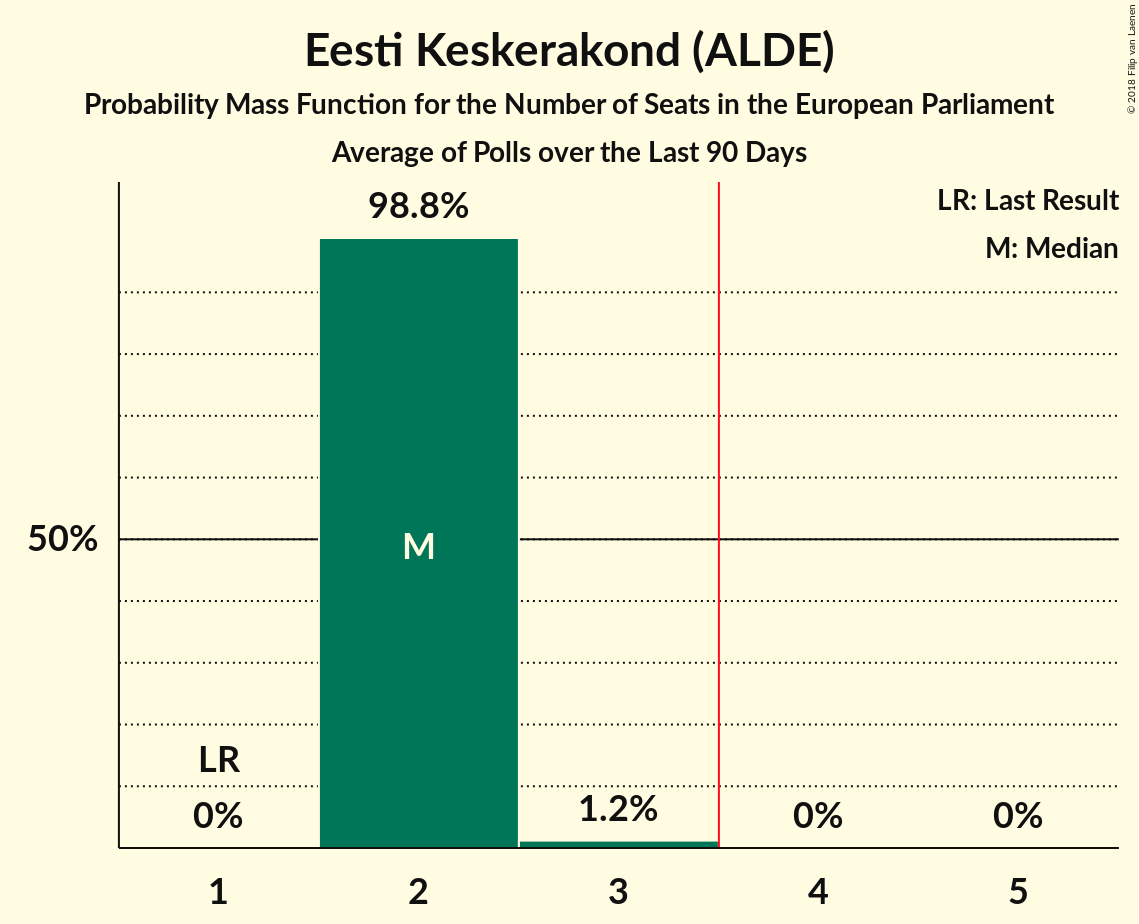 Eesti Keskerakond (ALDE)
Probability Mass Function for the Number of Seats in the European Parliament
Average of Polls over the Last 90 Days
© 2018 Filip van Laenen
LR: Last Result
M: Median
98.8%
50%
M
LR
0%
1.2%
0%
0%
1
2
3
4
5